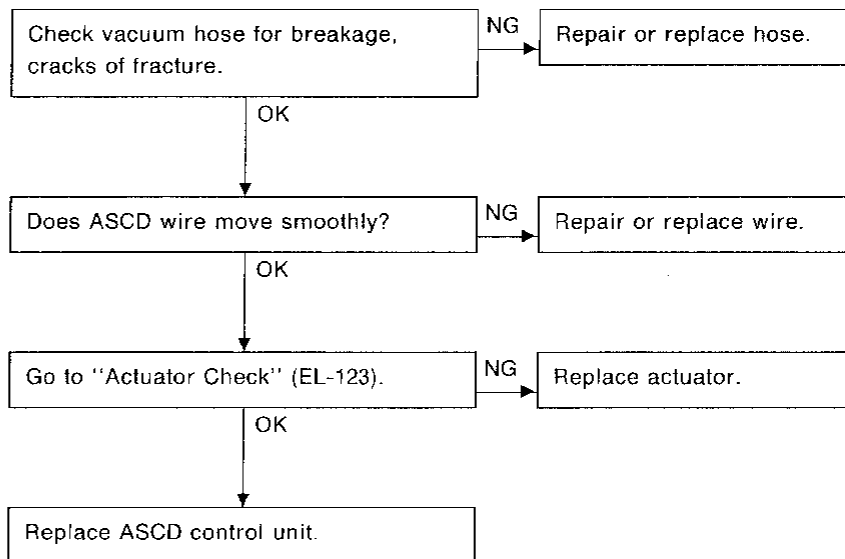 Check vacuum hose for breakage,
cracks of fracture.
NG
Repair or replace hose.
OK
Does ASCD wire move smoothly?
NG
Repair or replace wire.
OK
Go to "Actuator Check" (EL-123).
NG
Replace actuator.
OK
Replace ASCD control unit.